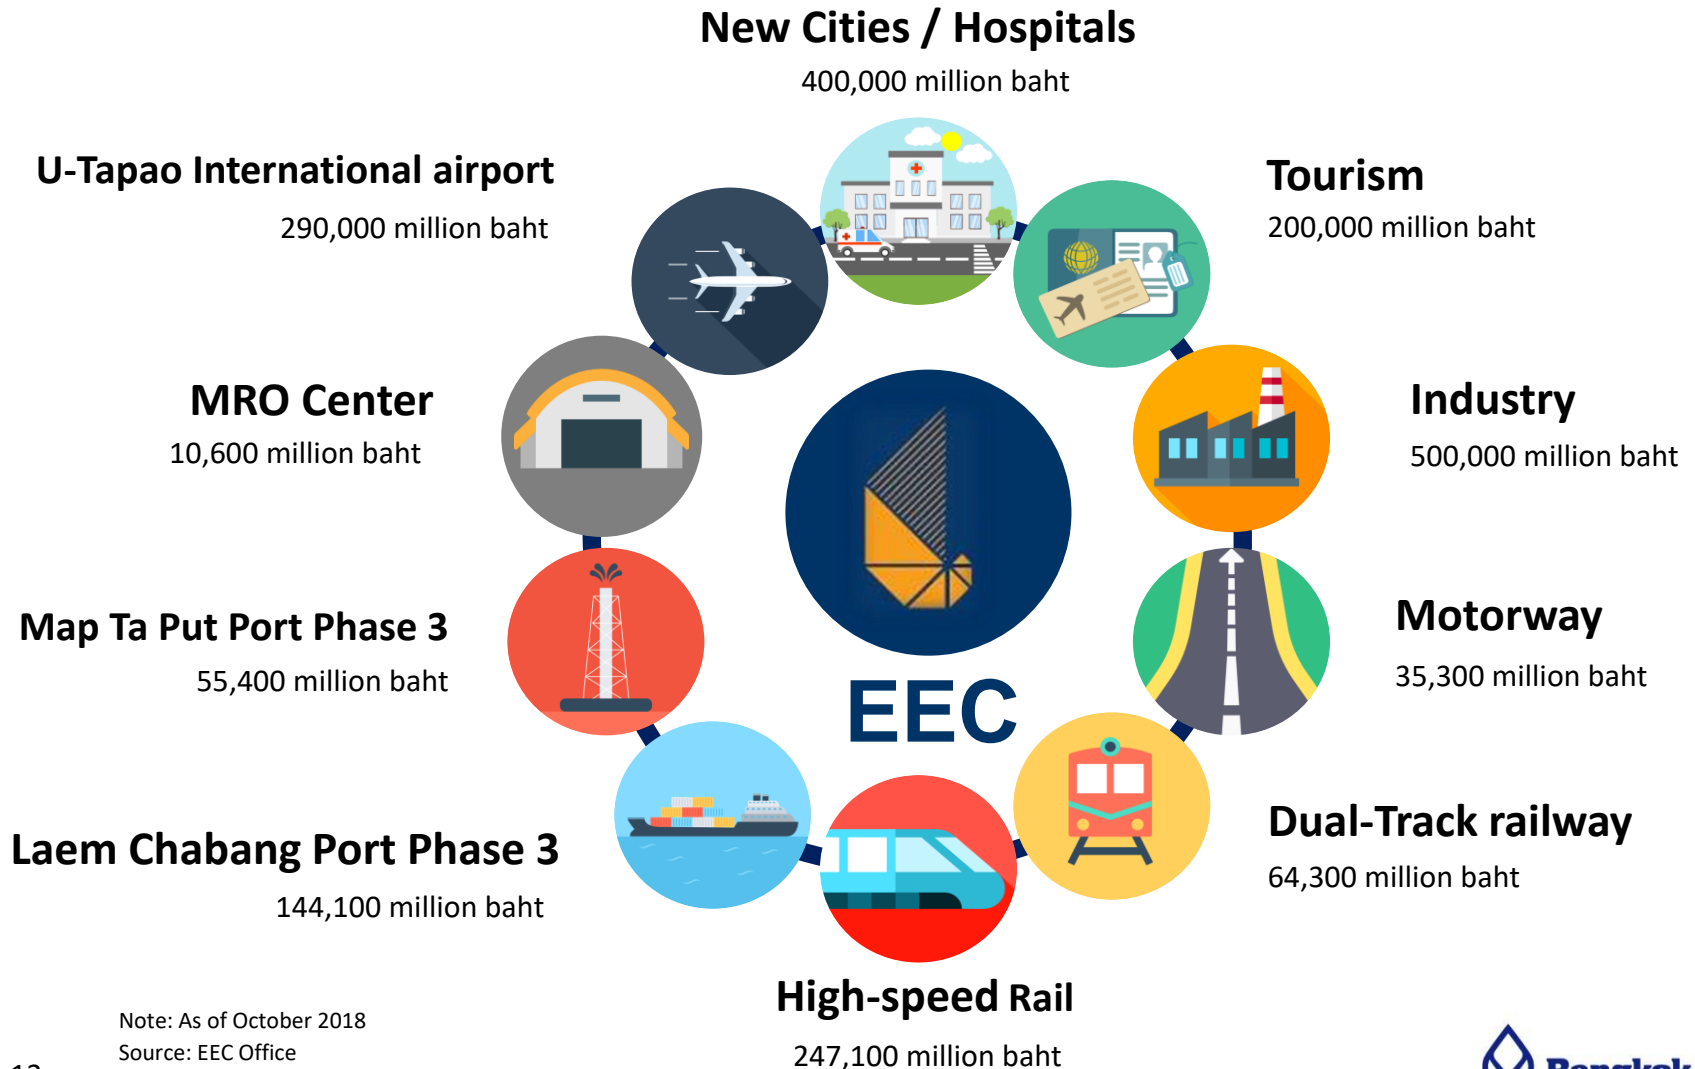 New Cities / Hospitals
400,000 million baht
U-Tapao International airport
290,000 million baht
Tourism
200,000 million baht
MRO Center
10,600 million baht
Industry
500,000 million baht
Map Ta Put Port Phase 3
55,400 million baht
Motorway
35,300 million baht
EEC
Laem Chabang Port Phase 3
144,100 million baht
Dual-Track railway
64,300 million baht
High-speed Rail
247,100 million baht
Note: As of October 2018
Source: EEC Office
Bangkok